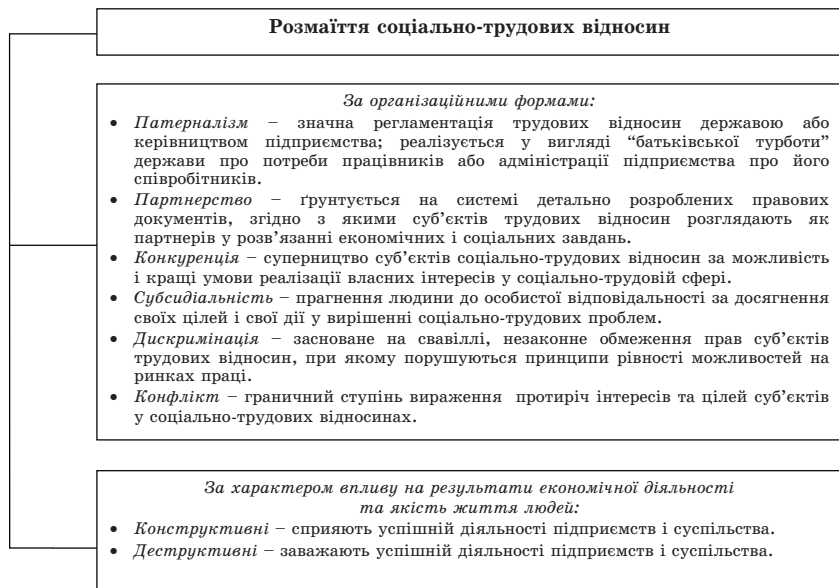 Розмаїття соціально-трудових відносин
За організаційними формами:
• Патерналізм – значна регламентація трудових відносин державою або
керівництвом підприємства; реалізується у вигляді “батьківської турботи”
держави про потреби працівників або адміністрації підприємства про його
співробітників.
• Партнерство – ґрунтується на системі детально розроблених правових
документів, згідно з якими суб’єктів трудових відносин розглядають як
партнерів у розв’язанні економічних і соціальних завдань.
• Конкуренція – суперництво суб’єктів соціально-трудових відносин за можливість
і кращі умови реалізації власних інтересів у соціально-трудовій сфері.
• Субсидіальність – прагнення людини до особистої відповідальності за досягнення
своїх цілей і свої дії у вирішенні соціально-трудових проблем.
• Дискримінація – засноване на свавіллі, незаконне обмеження прав суб’єктів
трудових відносин, при якому порушуються принципи рівності можливостей на
ринках праці.
• Конфлікт – граничний ступінь вираження протиріч інтересів та цілей суб’єктів
у соціально-трудових відносинах.
За характером впливу на результати економічної діяльності
та якість життя людей:
• Конструктивні – сприяють успішній діяльності підприємств і суспільства.
• Деструктивні – заважають успішній діяльності підприємств і суспільства.